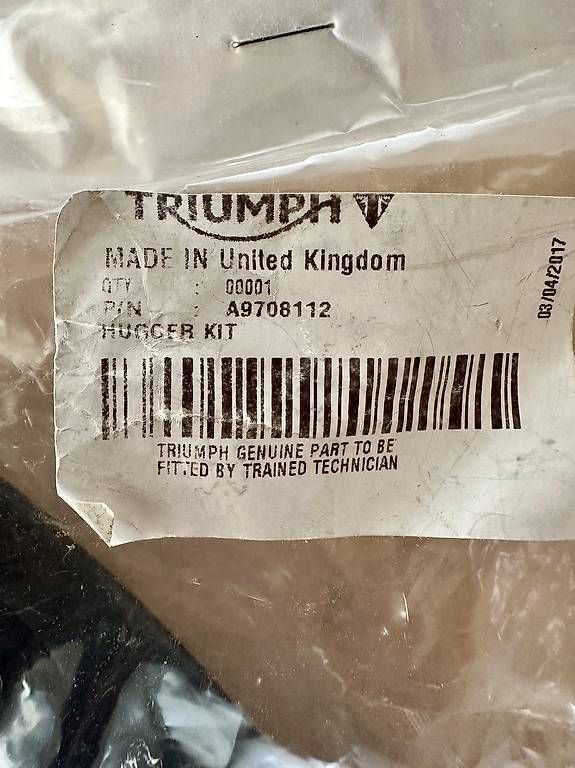 TRIUMPH
MADE IN United Kingdom
QTY : 00001
P/N : A9708112
HUGGER KIT
TRIUMPH GENUINE PART TO BE
FITTED BY TRAINED TECHNICIAN
03/04/2017